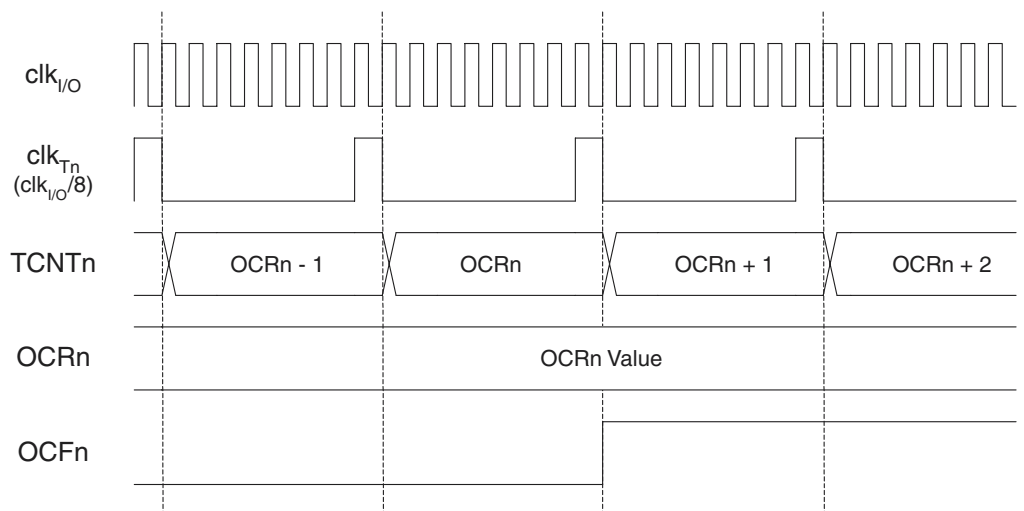 clkI/O
clkTn
(clkI/O/8)
TCNTn
OCRn - 1
OCRn
OCRn + 1
OCRn + 2
OCRn
OCRn Value
OCFn